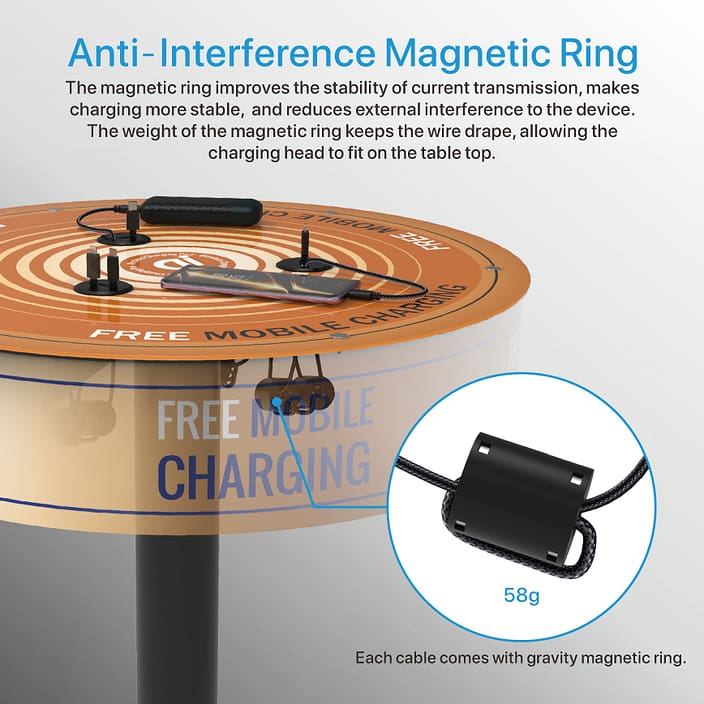 Anti-Interference Magnetic Ring
The magnetic ring improves the stability of current transmission, makes
charging more stable, and reduces external interference to the device.
The weight of the magnetic ring keeps the wire drape, allowing the
charging head to fit on the table top.
FREE MOBILE
FREE MOBILE CHARGING
FREE MOBILE
CHARGING
58g
Each cable comes with gravity magnetic ring.